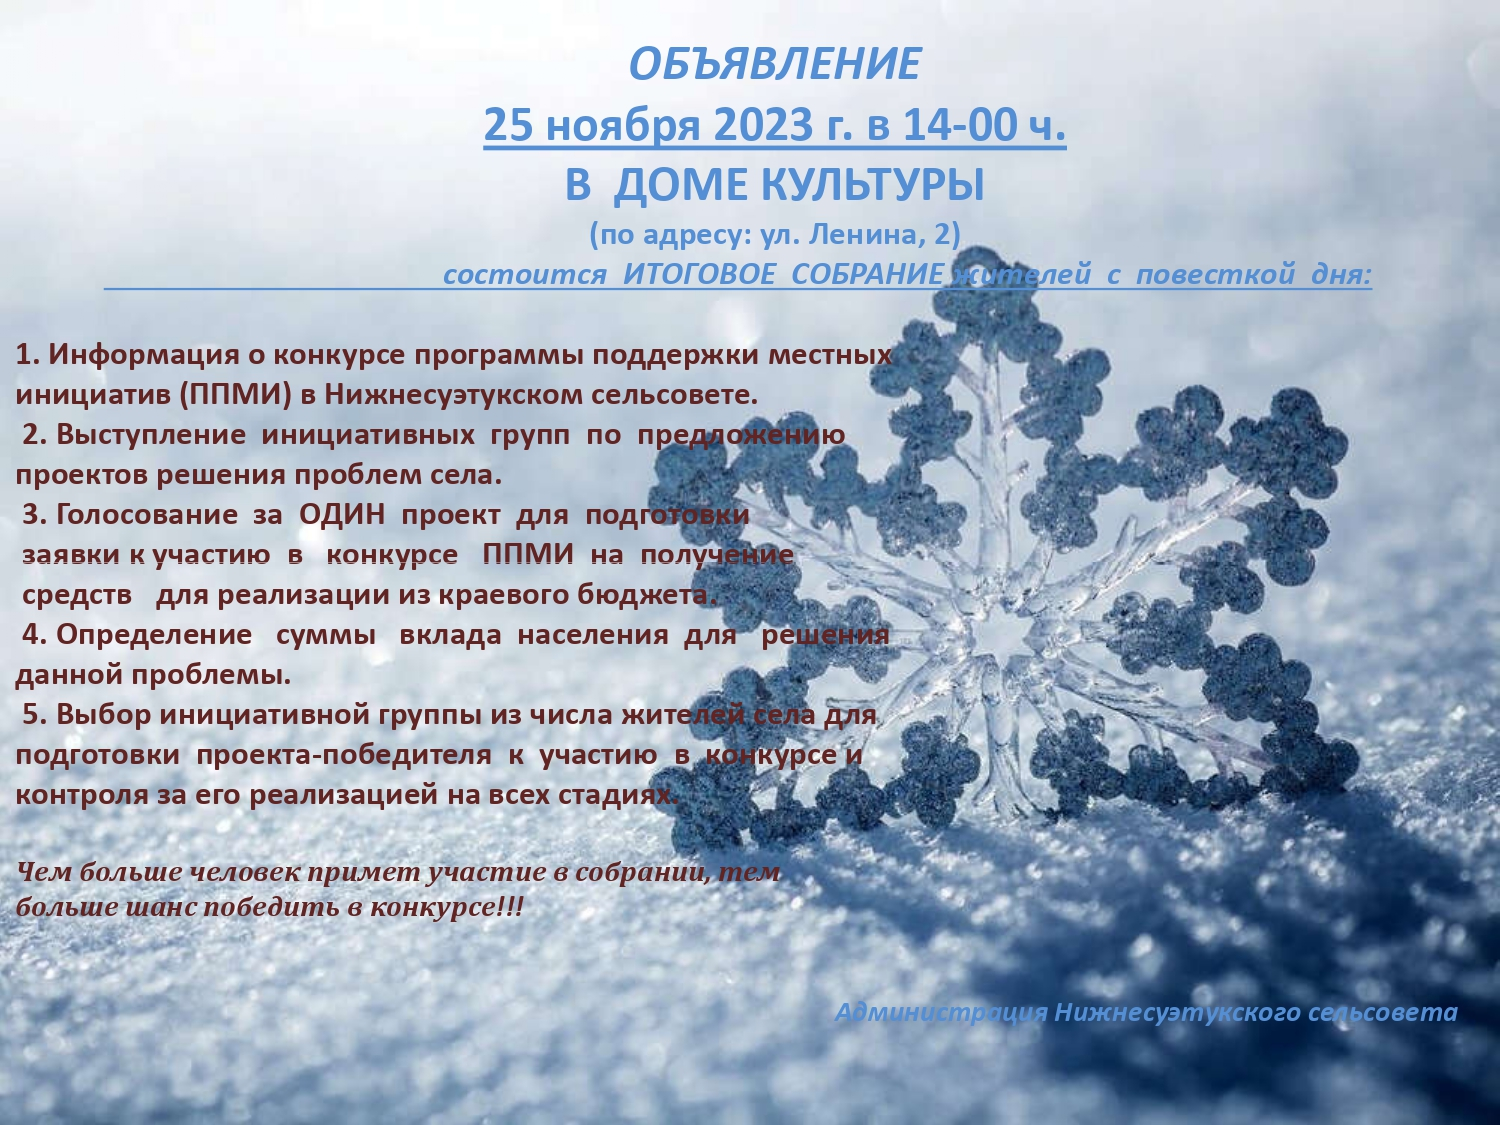 ОБЪЯВЛЕНИЕ
25 ноября 2023 г. в 14-00 ч.
В ДОМЕ КУЛЬТУРЫ
(по адресу: ул. Ленина, 2)
состоится ИТОГОВОЕ СОБРАНИЕ жителей с повесткой дня:
1. Информация о конкурсе программы поддержки местных
инициатив (ППМИ) в Нижнесуэтукском сельсовете.
2. Выступление инициативных групп по предложению
проектов решения проблем села.
3. Голосование за ОДИН проект для подготовки
заявки к участию в конкурсе ППМИ на получение
средств для реализации из краевого бюджета.
4. Определение суммы вклада населения для решения
данной проблемы.
5. Выбор инициативной группы из числа жителей села для
подготовки проекта-победителя к участию в конкурсе и
контроля за его реализацией на всех стадиях.
Чем больше человек примет участие в собрании, тем
больше шанс победить в конкурсе!!!
Администрация Нижнесуэтукского сельсовета